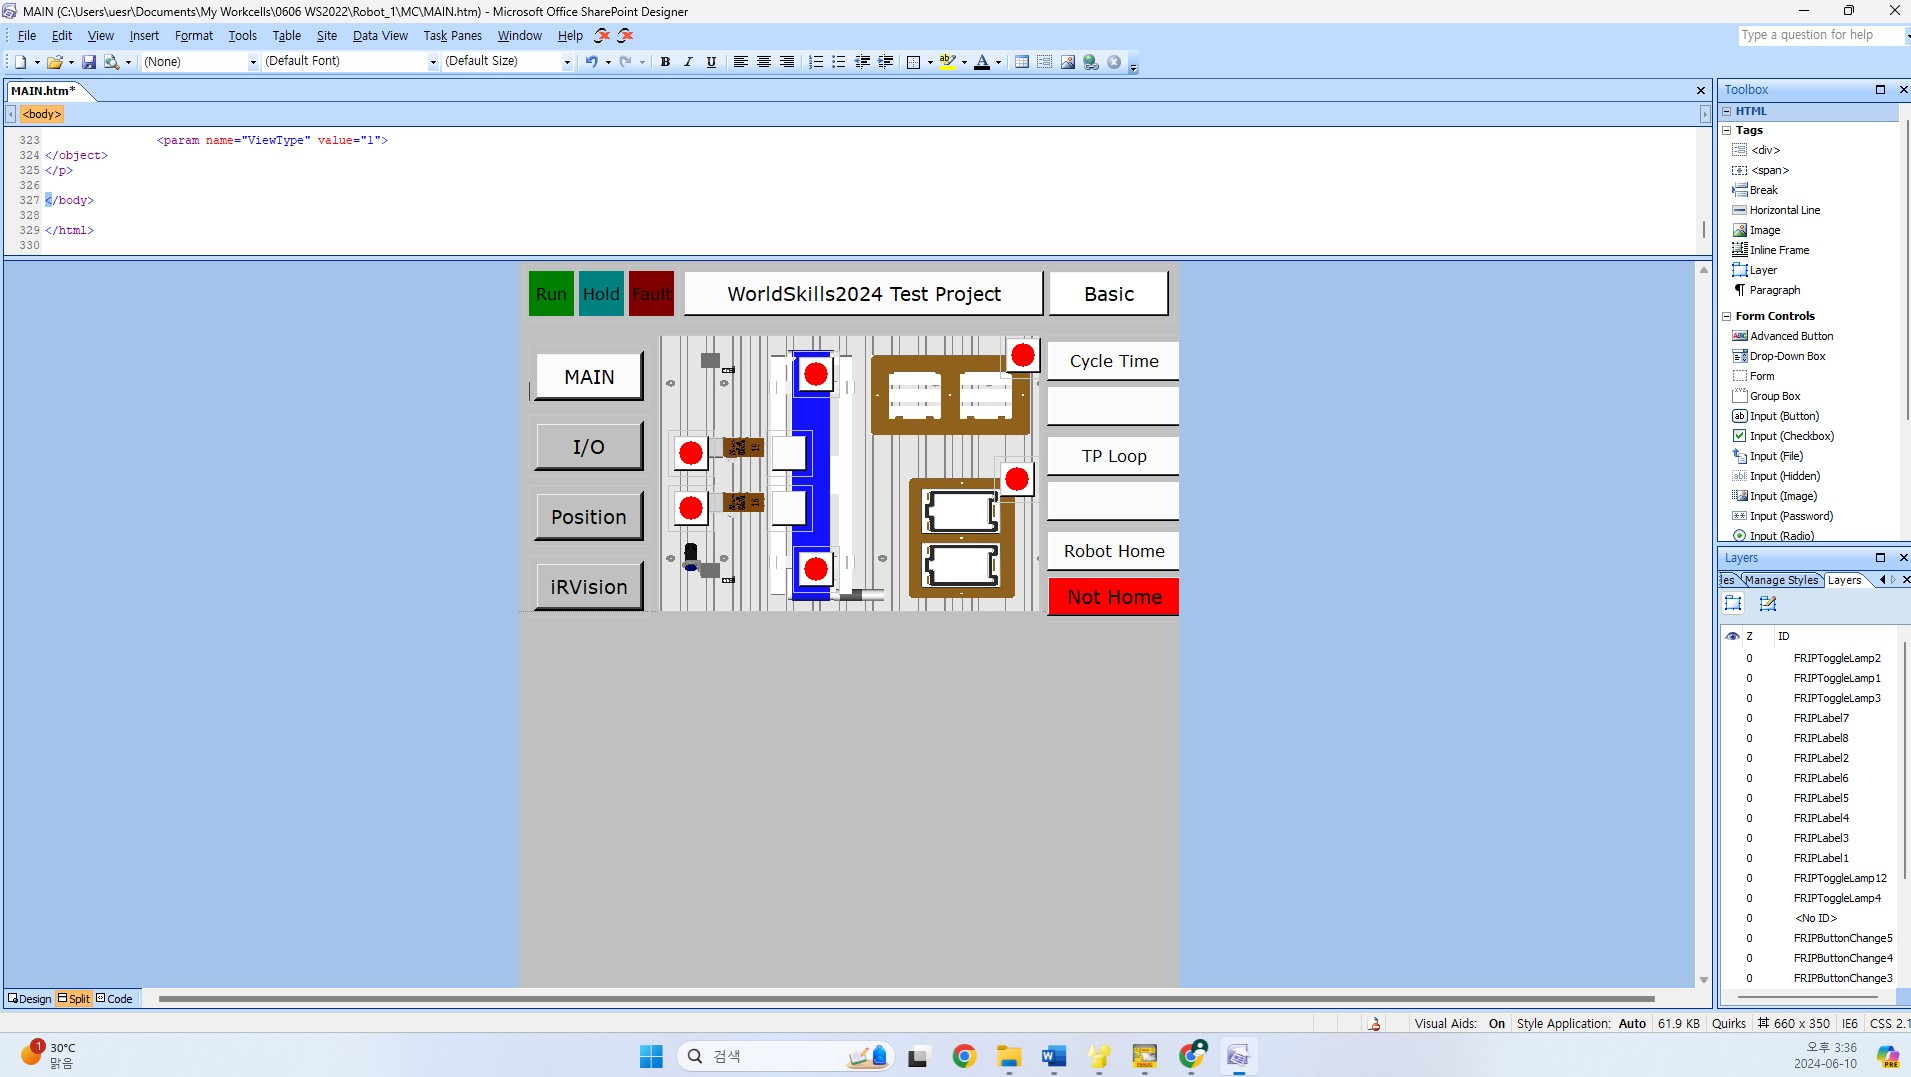 MAIN (C:\Users\uesr\Documents\My Workcells\0606 WS2022\Robot_1\MC\MAIN.htm) - Microsoft Office SharePoint Designer
File Edit View Insert Format Tools Table Site Data View Task Panes Window Help
Type a question for help
(None) (Default Font) (Default Size)
MAIN.htm*
<body>
323 <param name="ViewType" value="1">
324 </object>
325 </p>
326
327 </body>
328
329 </html>
330
Run Hold Fault WorldSkills2024 Test Project Basic
MAIN
I/O
Position
iRVision
Cycle Time
TP Loop
Robot Home
Not Home
Design Split Code
Toolbox
HTML
Tags
<div>
<span>
Break
Horizontal Line
Image
Inline Frame
Layer
Paragraph
Form Controls
Advanced Button
Drop-Down Box
Form
Group Box
Input (Button)
Input (Checkbox)
Input (File)
Input (Hidden)
Input (Image)
Input (Password)
Input (Radio)
Layers
les Manage Styles Layers
Z ID
0 FRIPToggleLamp2
0 FRIPToggleLamp1
0 FRIPToggleLamp3
0 FRIPLabel7
0 FRIPLabel8
0 FRIPLabel2
0 FRIPLabel6
0 FRIPLabel5
0 FRIPLabel4
0 FRIPLabel3
0 FRIPLabel1
0 FRIPToggleLamp12
0 FRIPToggleLamp4
0 <No ID>
0 FRIPButtonChange5
0 FRIPButtonChange4
0 FRIPButtonChange3
Visual Aids: On Style Application: Auto 61.9 KB Quirks 660 x 350 IE6 CSS 2.1
1
30°C
맑음
검색
오후 3:36
2024-06-10
PRE